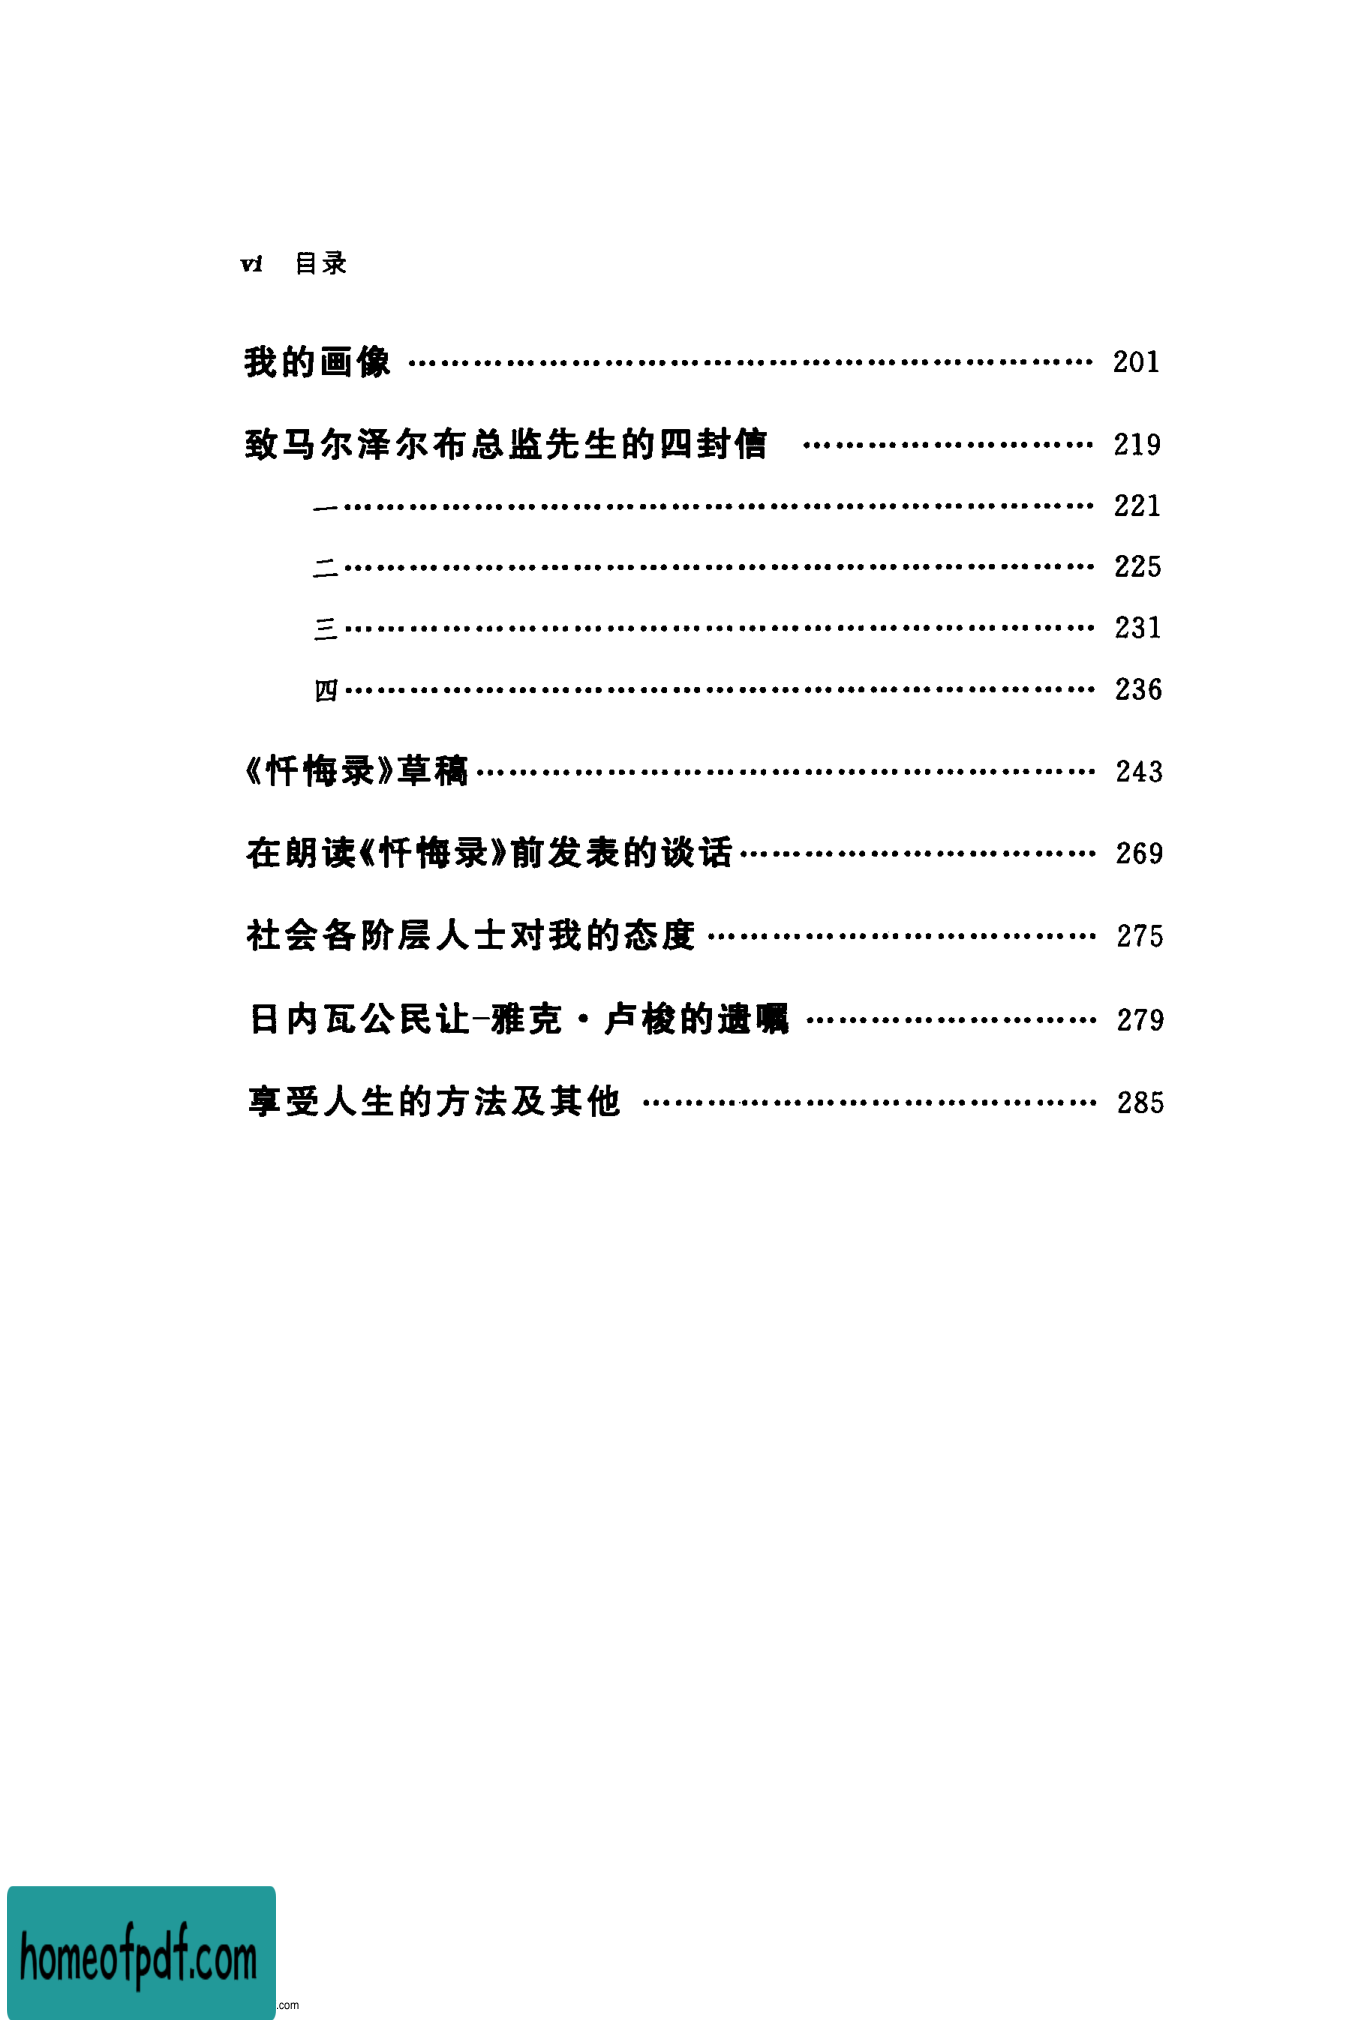 vi 目录
我的画像 …………………………………………………………… 201
致马尔泽尔布总监先生的四封信 ………………………… 219
一………………………………………………………………… 221
二………………………………………………………………… 225
三………………………………………………………………… 231
四………………………………………………………………… 236
《忏悔录》草稿……………………………………………………… 243
在朗读《忏悔录》前发表的谈话……………………………… 269
社会各阶层人士对我的态度 ………………………………… 275
日内瓦公民让-雅克·卢梭的遗嘱 ………………………… 279
享受人生的方法及其他 ……………………………………… 285
homeofpdf.com
.com